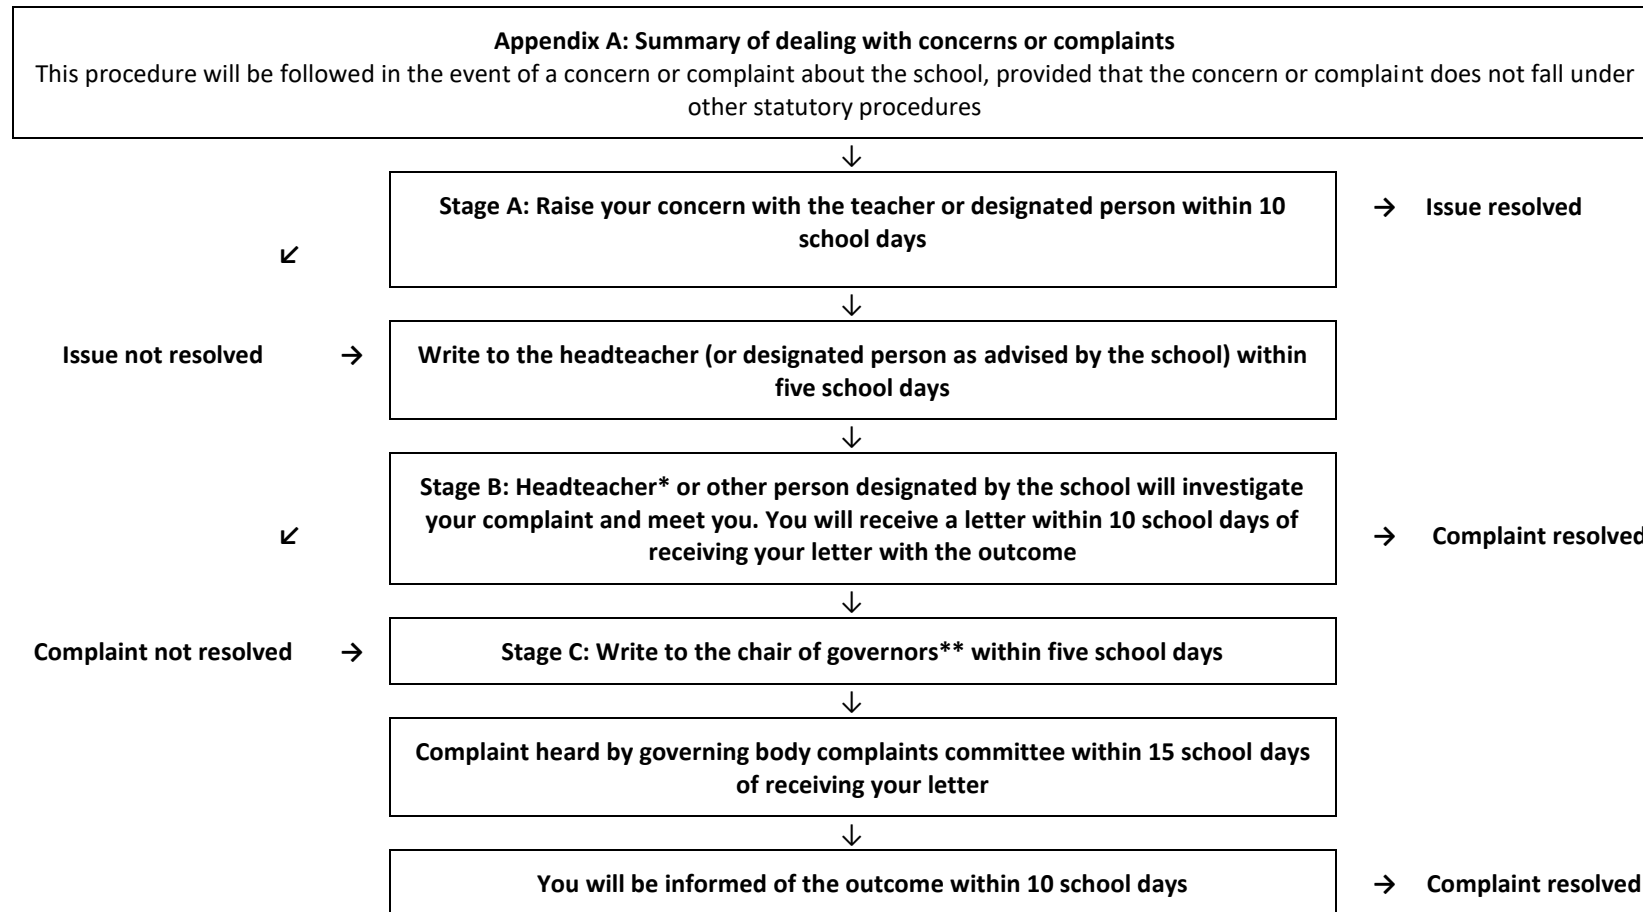 Appendix A: Summary of dealing with concerns or complaints
This procedure will be followed in the event of a concern or complaint about the school, provided that the concern or complaint does not fall under
other statutory procedures
↓
Stage A: Raise your concern with the teacher or designated person within 10
school days
→ Issue resolved
↙
↓
Issue not resolved →
Write to the headteacher (or designated person as advised by the school) within
five school days
↓
Stage B: Headteacher* or other person designated by the school will investigate
your complaint and meet you. You will receive a letter within 10 school days of
receiving your letter with the outcome
↙
→ Complaint resolved
↓
Complaint not resolved →
Stage C: Write to the chair of governors** within five school days
↓
Complaint heard by governing body complaints committee within 15 school days
of receiving your letter
↓
You will be informed of the outcome within 10 school days
→ Complaint resolved